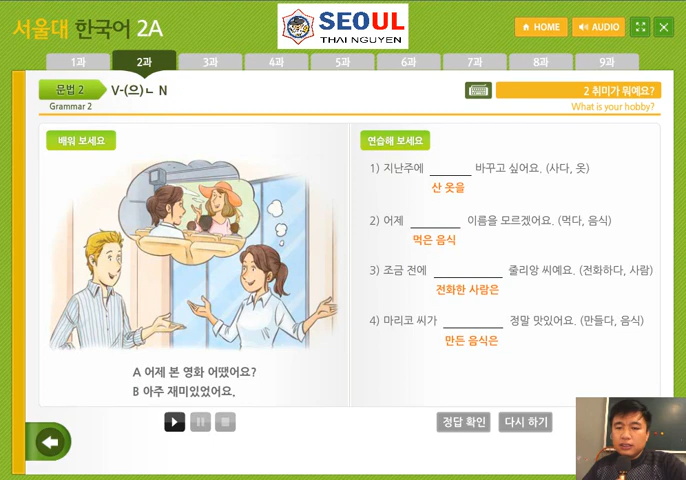 서울대 한국어 2A
SEOUL
THAI NGUYEN
HOME
AUDIO
1과
2과
3과
4과
5과
6과
7과
8과
9과
문법 2
V-(으)ㄴ N
Grammar 2
2 취미가 뭐예요?
What is your hobby?
배워 보세요
연습해 보세요
1) 지난주에 ________ 바꾸고 싶어요. (사다, 옷)
산 옷을
2) 어제 ________ 이름을 모르겠어요. (먹다, 음식)
먹은 음식
3) 조금 전에 ________ 줄리앙 씨예요. (전화하다, 사람)
전화한 사람은
4) 마리코 씨가 ________ 정말 맛있어요. (만들다, 음식)
만든 음식은
A 어제 본 영화 어땠어요?
B 아주 재미있었어요.
정답 확인
다시 하기